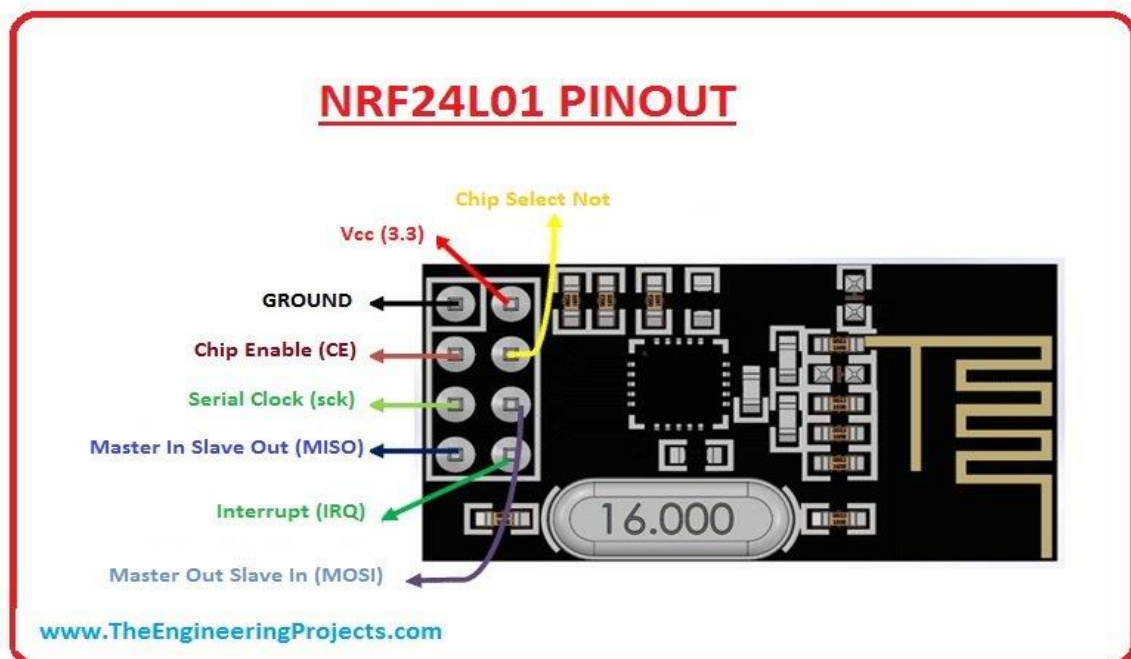 NRF24L01 PINOUT
Chip Select Not
Vcc (3.3)
GROUND
Chip Enable (CE)
Serial Clock (sck)
Master In Slave Out (MISO)
Interrupt (IRQ)
16.000
Master Out Slave In (MOSI)
www.TheEngineeringProjects.com